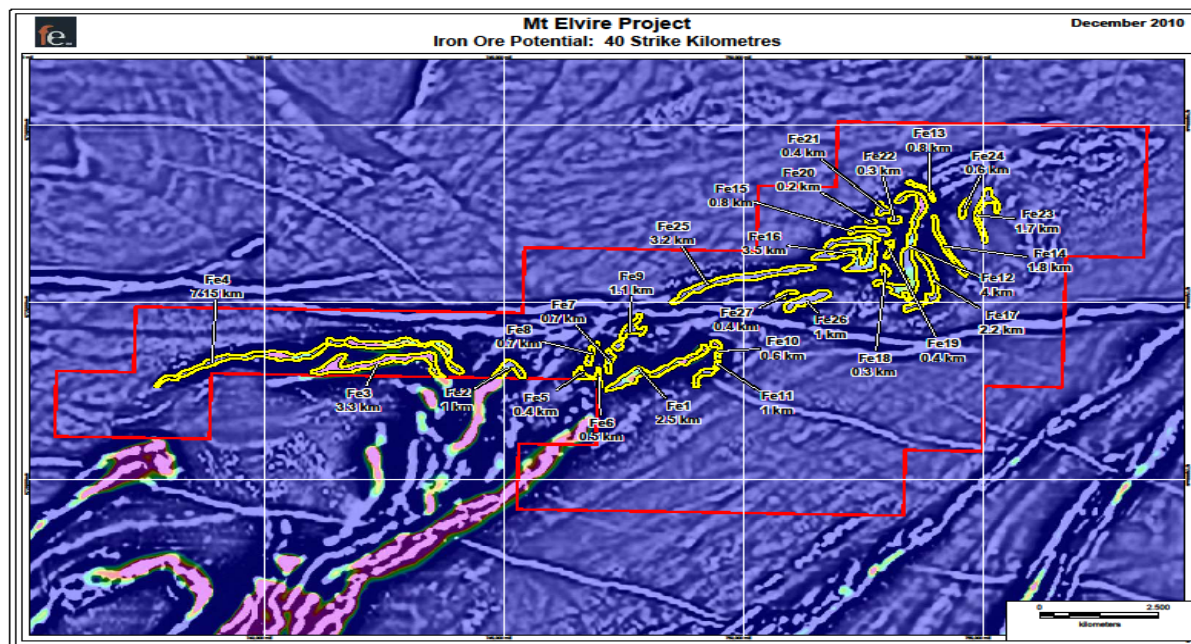 fe
Mt Elvire Project
December 2010
Iron Ore Potential: 40 Strike Kilometres
Fe21
0.4 km
Fe13
0.8 km
Fe22
0.3 km
Fe24
0.6 km
Fe20
0.2 km
Fe15
0.8 km
Fe23
1.7 km
Fe25
3.2 km
Fe16
3.5 km
Fe14
1.8 km
Fe4
7.15 km
Fe9
1.1 km
Fe12
4 km
Fe7
0.7 km
Fe27
0.4 km
Fe26
1 km
Fe17
2.2 km
Fe8
0.7 km
Fe10
0.6 km
Fe18
0.3 km
Fe19
0.4 km
Fe3
3.3 km
Fe2
1 km
Fe5
0.4 km
Fe1
2.5 km
Fe11
1 km
Fe6
0.5 km
0 2.500
kilometers